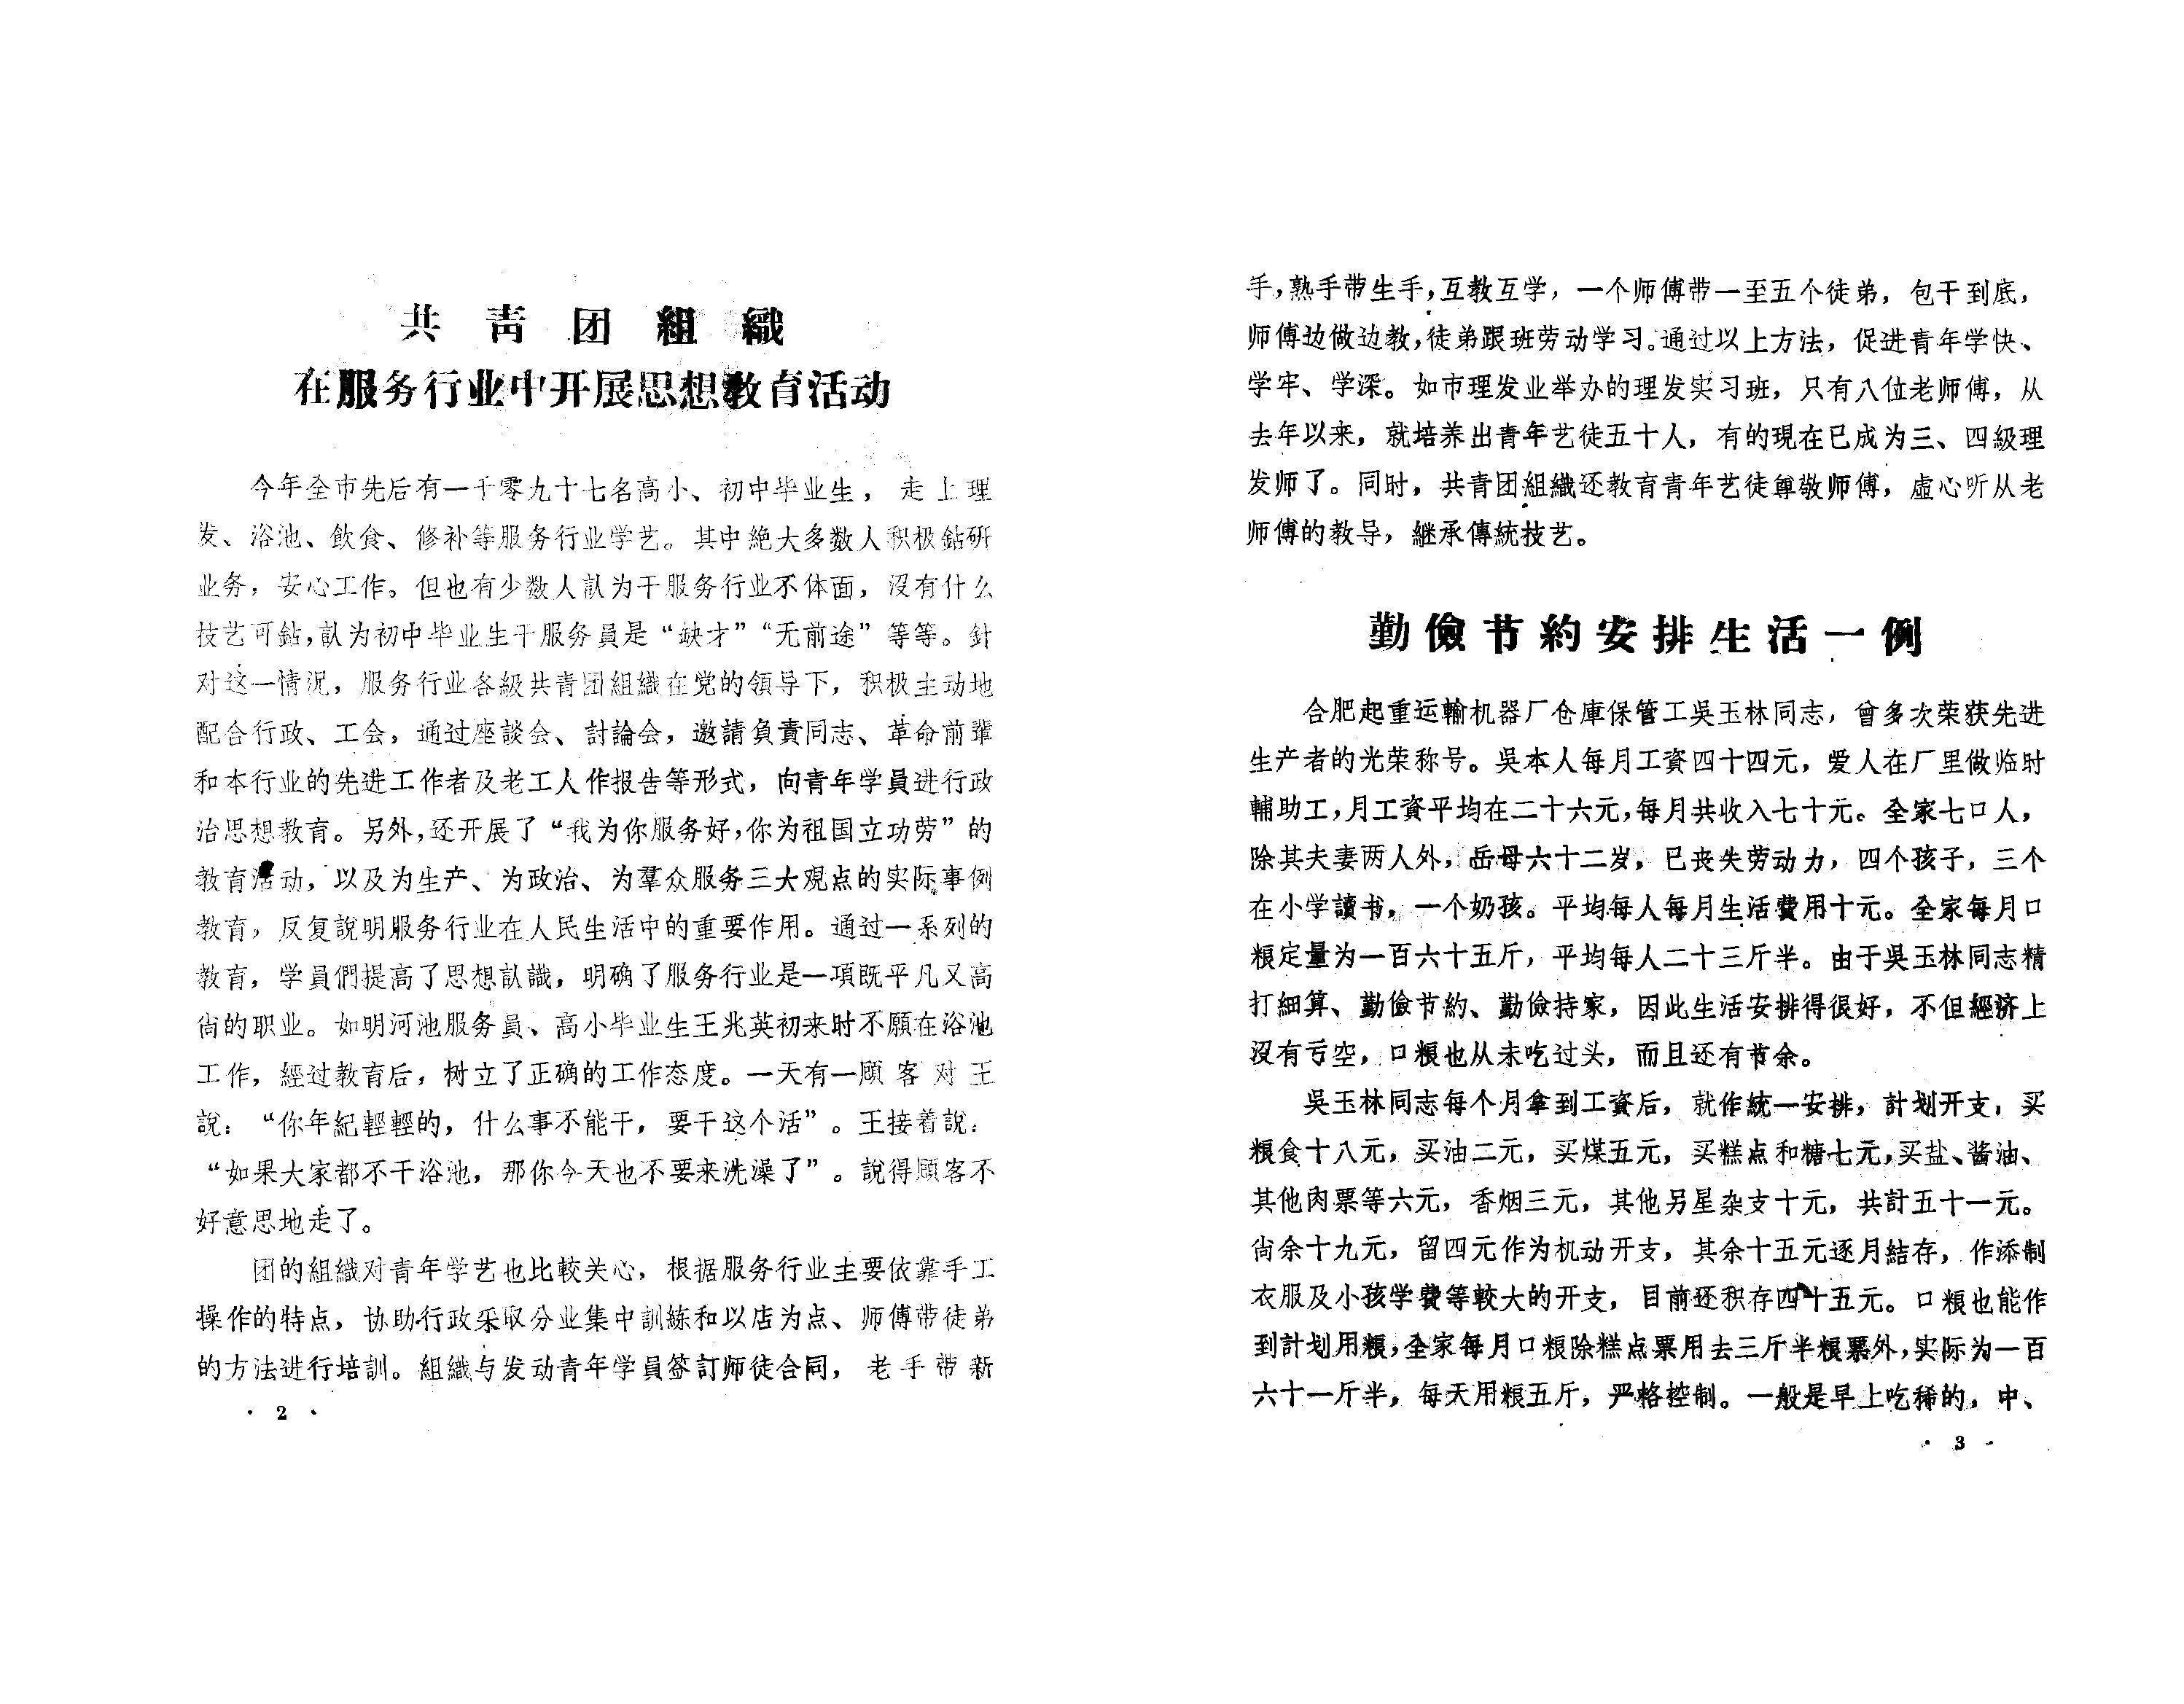 共青团組織
在服务行业中开展思想教育活动
今年全市先后有一千零九十七名高小、初中毕业生，走上理
发、浴池、飲食、修补等服务行业学艺。其中絶大多数人积极鉆研
业务，安心工作。但也有少数人訙为干服务行业不体面，沒有什么
技艺可鉆，訙为初中毕业生干服务員是“缺才”“无前途”等等。針
对这一情況，服务行业各級共青团組織在党的領导下，积极主动地
配合行政、工会，通过座談会、討論会，邀請負責同志、革命前輩
和本行业的先进工作者及老工人作报告等形式，向青年学員进行政
治思想教育。另外，还开展了“我为你服务好，你为祖国立功劳”的
教育活动，以及为生产、为政治、为羣众服务三大观点的实际事例
教育，反复說明服务行业在人民生活中的重要作用。通过一系列的
教育，学員們提高了思想訙識，明确了服务行业是一項既平凡又高
尙的职业。如明河池服务員、高小毕业生王兆英初来时不願在浴池
工作，經过教育后，树立了正确的工作态度。一天有一顾客对王
說：“你年紀輕輕的，什么事不能干，要干这个活”。王接着說：
“如果大家都不干浴池，那你今天也不要来洗澡了”。說得顾客不
好意思地走了。
团的組織对青年学艺也比較关心，根据服务行业主要依靠手工
操作的特点，协助行政采取分业集中訓練和以店为点、师傅带徒弟
的方法进行培訓。組織与发动青年学員签訂师徒合同，老手带新
·2·
手，熟手带生手，互教互学，一个师傅带一至五个徒弟，包干到底，
师傅边做边教，徒弟跟班劳动学习。通过以上方法，促进青年学快、
学牢、学深。如市理发业举办的理发实习班，只有八位老师傅，从
去年以来，就培养出青年艺徒五十人，有的現在已成为三、四級理
发师了。同时，共青团組織还教育青年艺徒尊敬师傅，虛心听从老
师傅的教导，継承傳統技艺。
勤儉节約安排生活一例
合肥起重运輸机器厂仓庫保管工吳玉林同志，曾多次荣获先进
生产者的光荣称号。吳本人每月工資四十四元，爱人在厂里做临时
輔助工，月工資平均在二十六元，每月共收入七十元。全家七口人，
除其夫妻两人外，岳母六十二岁，已丧失劳动力，四个孩子，三个
在小学讀书，一个奶孩。平均每人每月生活費用十元。全家每月口
粮定量为一百六十五斤，平均每人二十三斤半。由于吳玉林同志精
打細算、勤儉节約、勤儉持家，因此生活安排得很好，不但經济上
沒有亏空，口粮也从未吃过头，而且还有节余。
吳玉林同志每个月拿到工資后，就作統一安排，計划开支，买
粮食十八元，买油二元，买煤五元，买糕点和糖七元，买盐、酱油、
其他肉票等六元，香烟三元，其他另星杂支十元，共計五十一元。
尙余十九元，留四元作为机动开支，其余十五元逐月結存，作添制
衣服及小孩学費等較大的开支，目前还积存四十五元。口粮也能作
到計划用粮，全家每月口粮除糕点票用去三斤半粮票外，实际为一百
六十一斤半，每天用粮五斤，严格控制。一般是早上吃稀的，中、
·3·